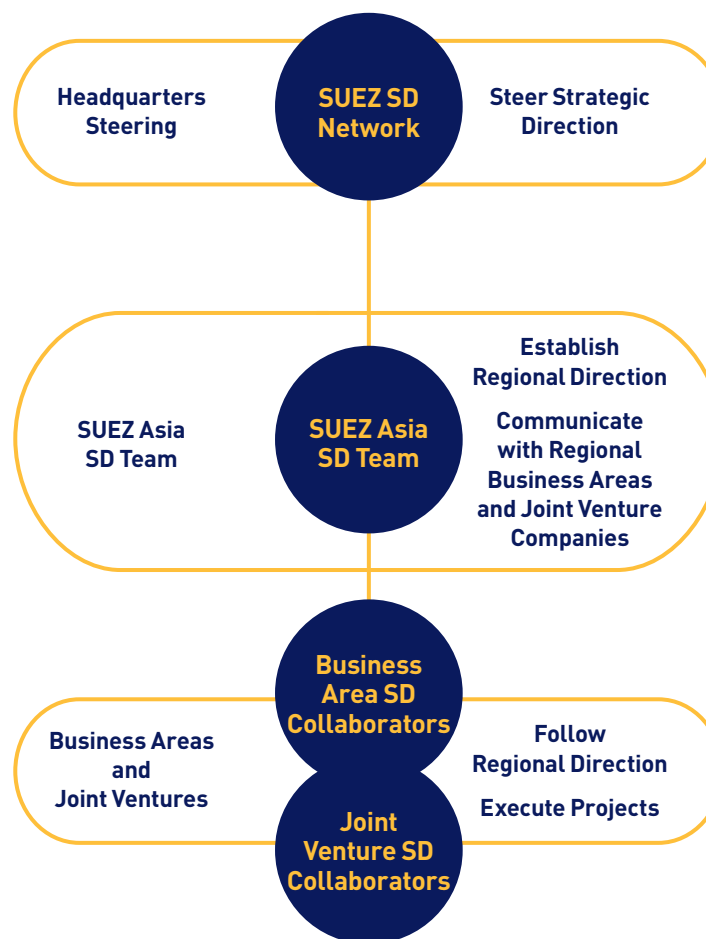 Headquarters
Steering
SUEZ SD
Network
Steer Strategic
Direction
SUEZ Asia
SD Team
SUEZ Asia
SD Team
Establish
Regional Direction
Communicate
with Regional
Business Areas
and Joint Venture
Companies
Business
Area SD
Collaborators
Business Areas
and
Joint Ventures
Joint
Venture SD
Collaborators
Follow
Regional Direction
Execute Projects